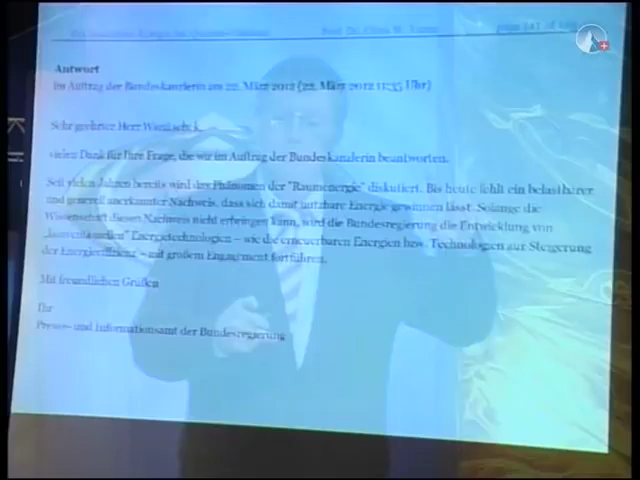 Prof. Dr. Claus W. Turtur
Antwort
im Auftrag der Bundeskanzlerin am 22. März 2012 (22. März 2012 11:35 Uhr)
Sehr geehrter Herr
vielen Dank für Ihre Frage, die wir im Auftrag der Bundeskanzlerin beantworten.
Seit vielen Jahren bereits wird das Phänomen der "Raumenergie" diskutiert. Bis heute fehlt ein belastbarer
und generell anerkannter Nachweis, dass sich damit nutzbare Energie gewinnen lässt. Solange die
Wissenschaft diesen Nachweis nicht erbringen kann, wird die Bundesregierung die Entwicklung von
"konventionellen" Energietechnologien – wie die erneuerbaren Energien bzw. Technologien zur Steigerung
der Energieeffizienz – mit großem Engagement fortführen.
Mit freundlichen Grüßen
Ihr
Presse- und Informationsamt der Bundesregierung